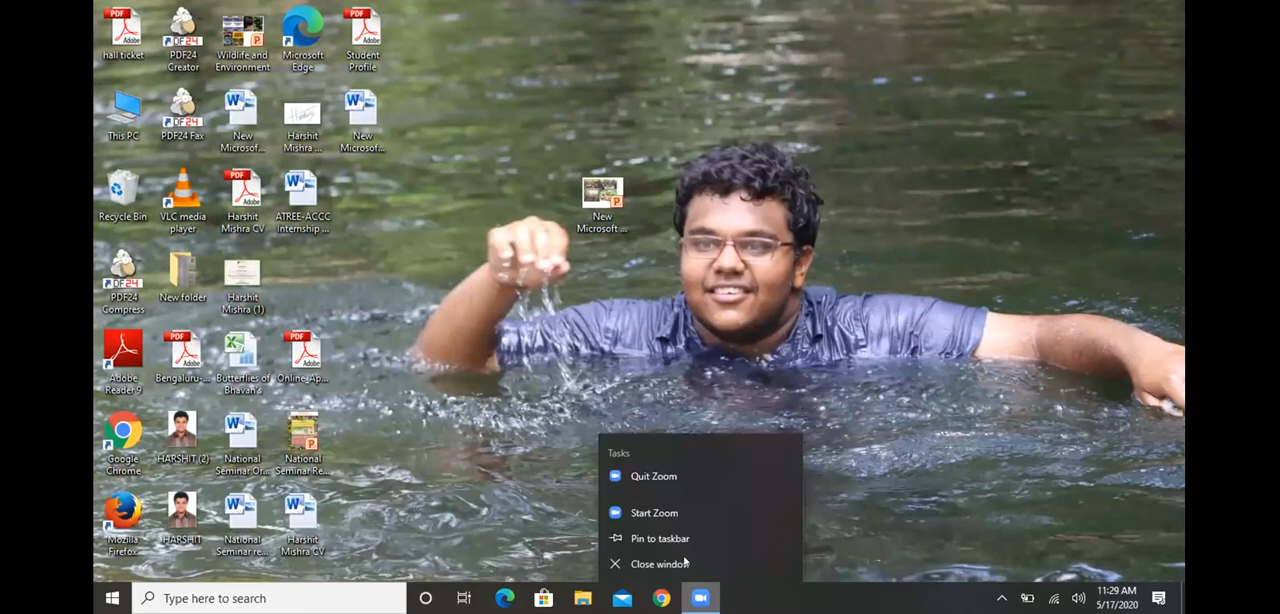 hall ticket
PDF24
Creator
Wildlife and
Environment
Microsoft
Edge
Student
Profile
This PC
PDF24 Fax
New
Microsof...
Harshit
Mishra ...
New
Microsof...
Recycle Bin
VLC media
player
Harshit
Mishra CV
ATREE-ACCC
Internship ...
New
Microsoft ...
PDF24
Compress
New folder
Harshit
Mishra (1)
Adobe
Reader 9
Bengaluru-...
Butterflies of
Bhavan's
Online_Ap...
Google
Chrome
HARSHIT (2)
National
Seminar Or...
National
Seminar Re...
Mozilla
Firefox
HARSHIT
National
Seminar re...
Harshit
Mishra CV
Tasks
Quit Zoom
Start Zoom
Pin to taskbar
Close window
Type here to search
11:29 AM
5/17/2020